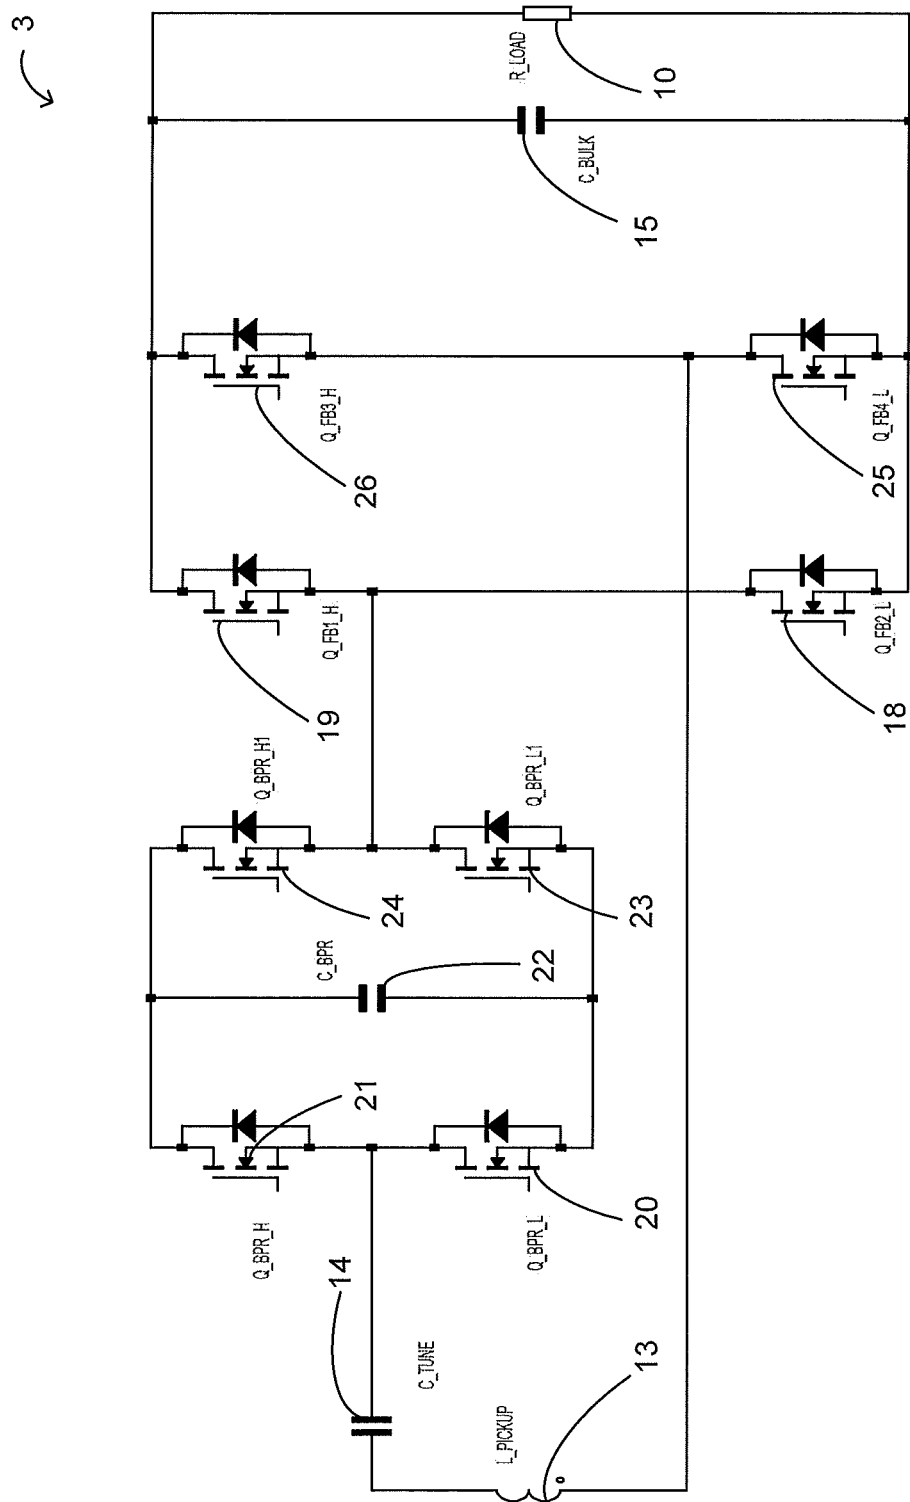 3
R_LOAD
10
C_BULK
15
Q_FB3_H
26
Q_FB4_L
25
Q_FB1_H
19
Q_FB2_L
18
Q_BPR_H1
24
Q_BPR_L1
23
C_BPR
22
21
Q_BPR_H
Q_BPR_L
20
14
C_TUNE
L_PICKUP
13